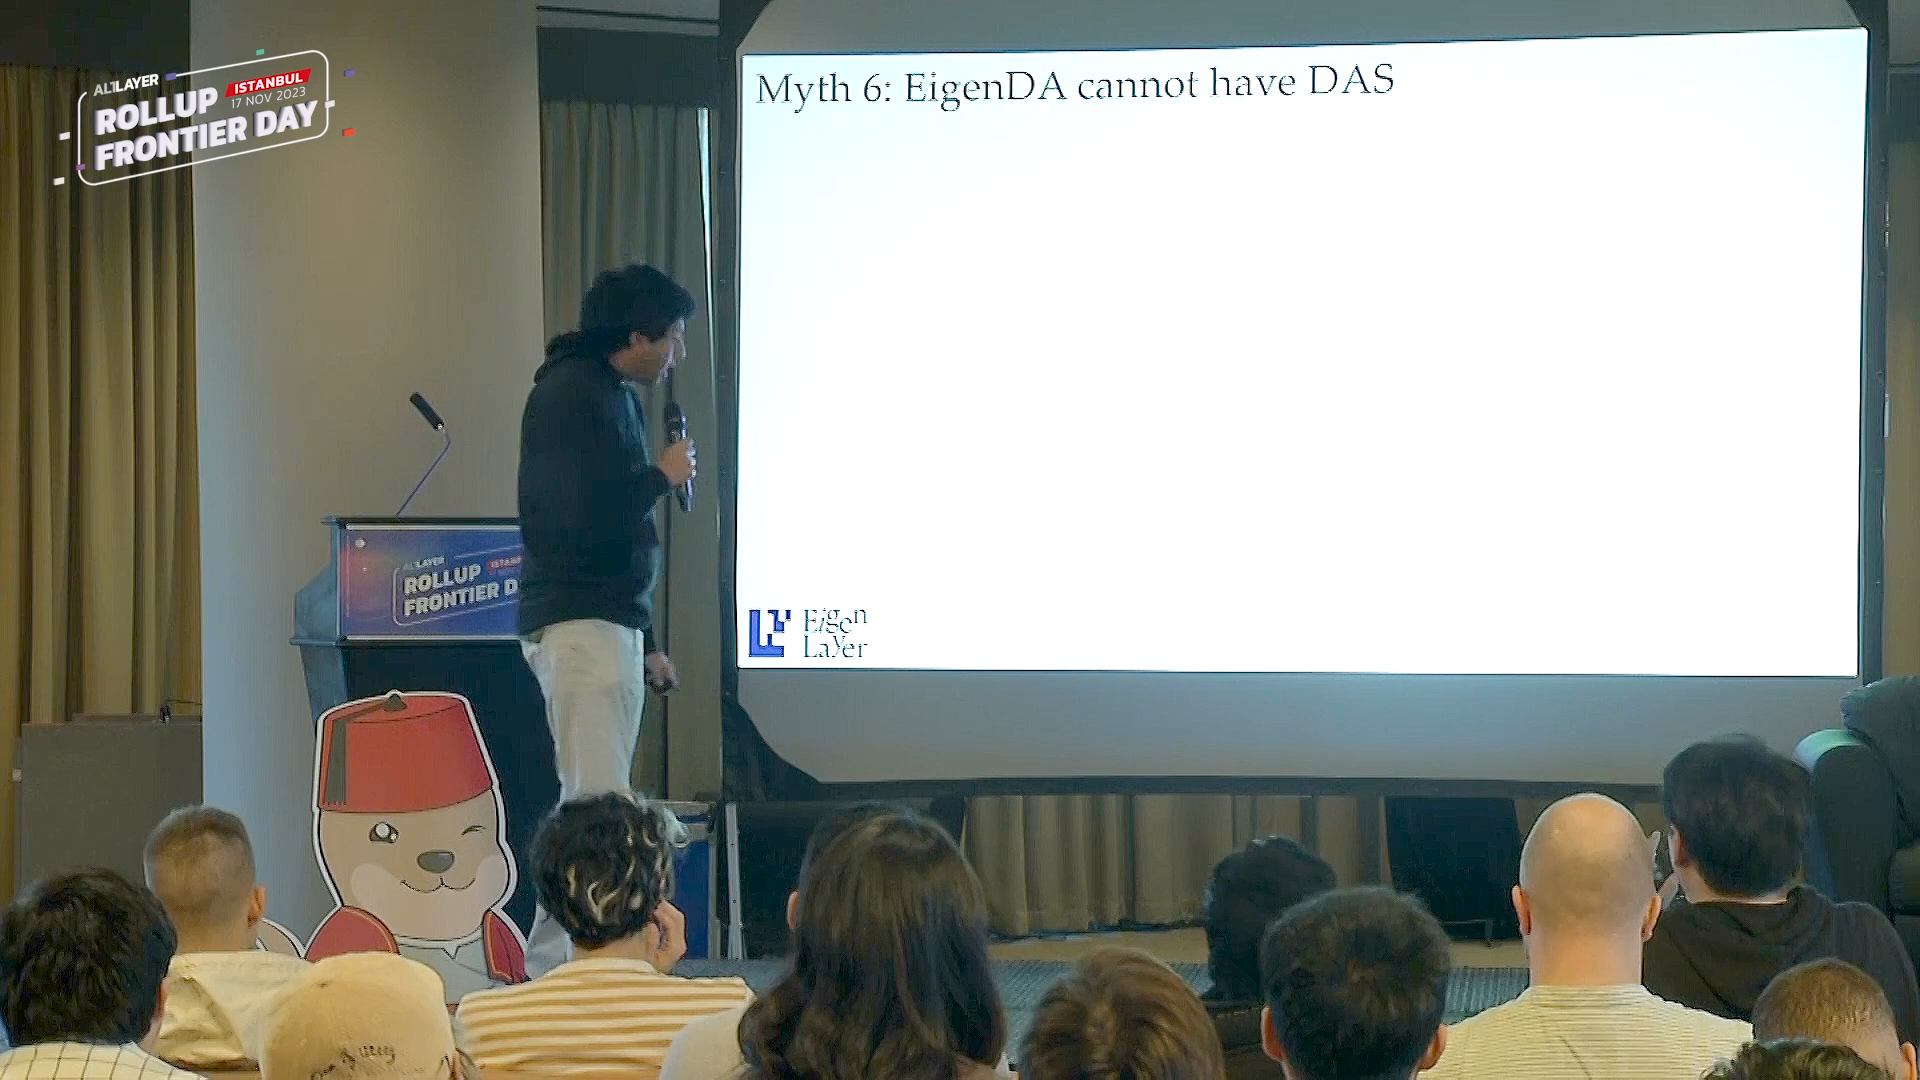 ALTLAYER
ISTANBUL
ROLLUP
17 NOV 2023
FRONTIER DAY
Myth 6: EigenDA cannot have DAS
Eigen
Layer
ALTLAYER
ROLLUP
FRONTIER D